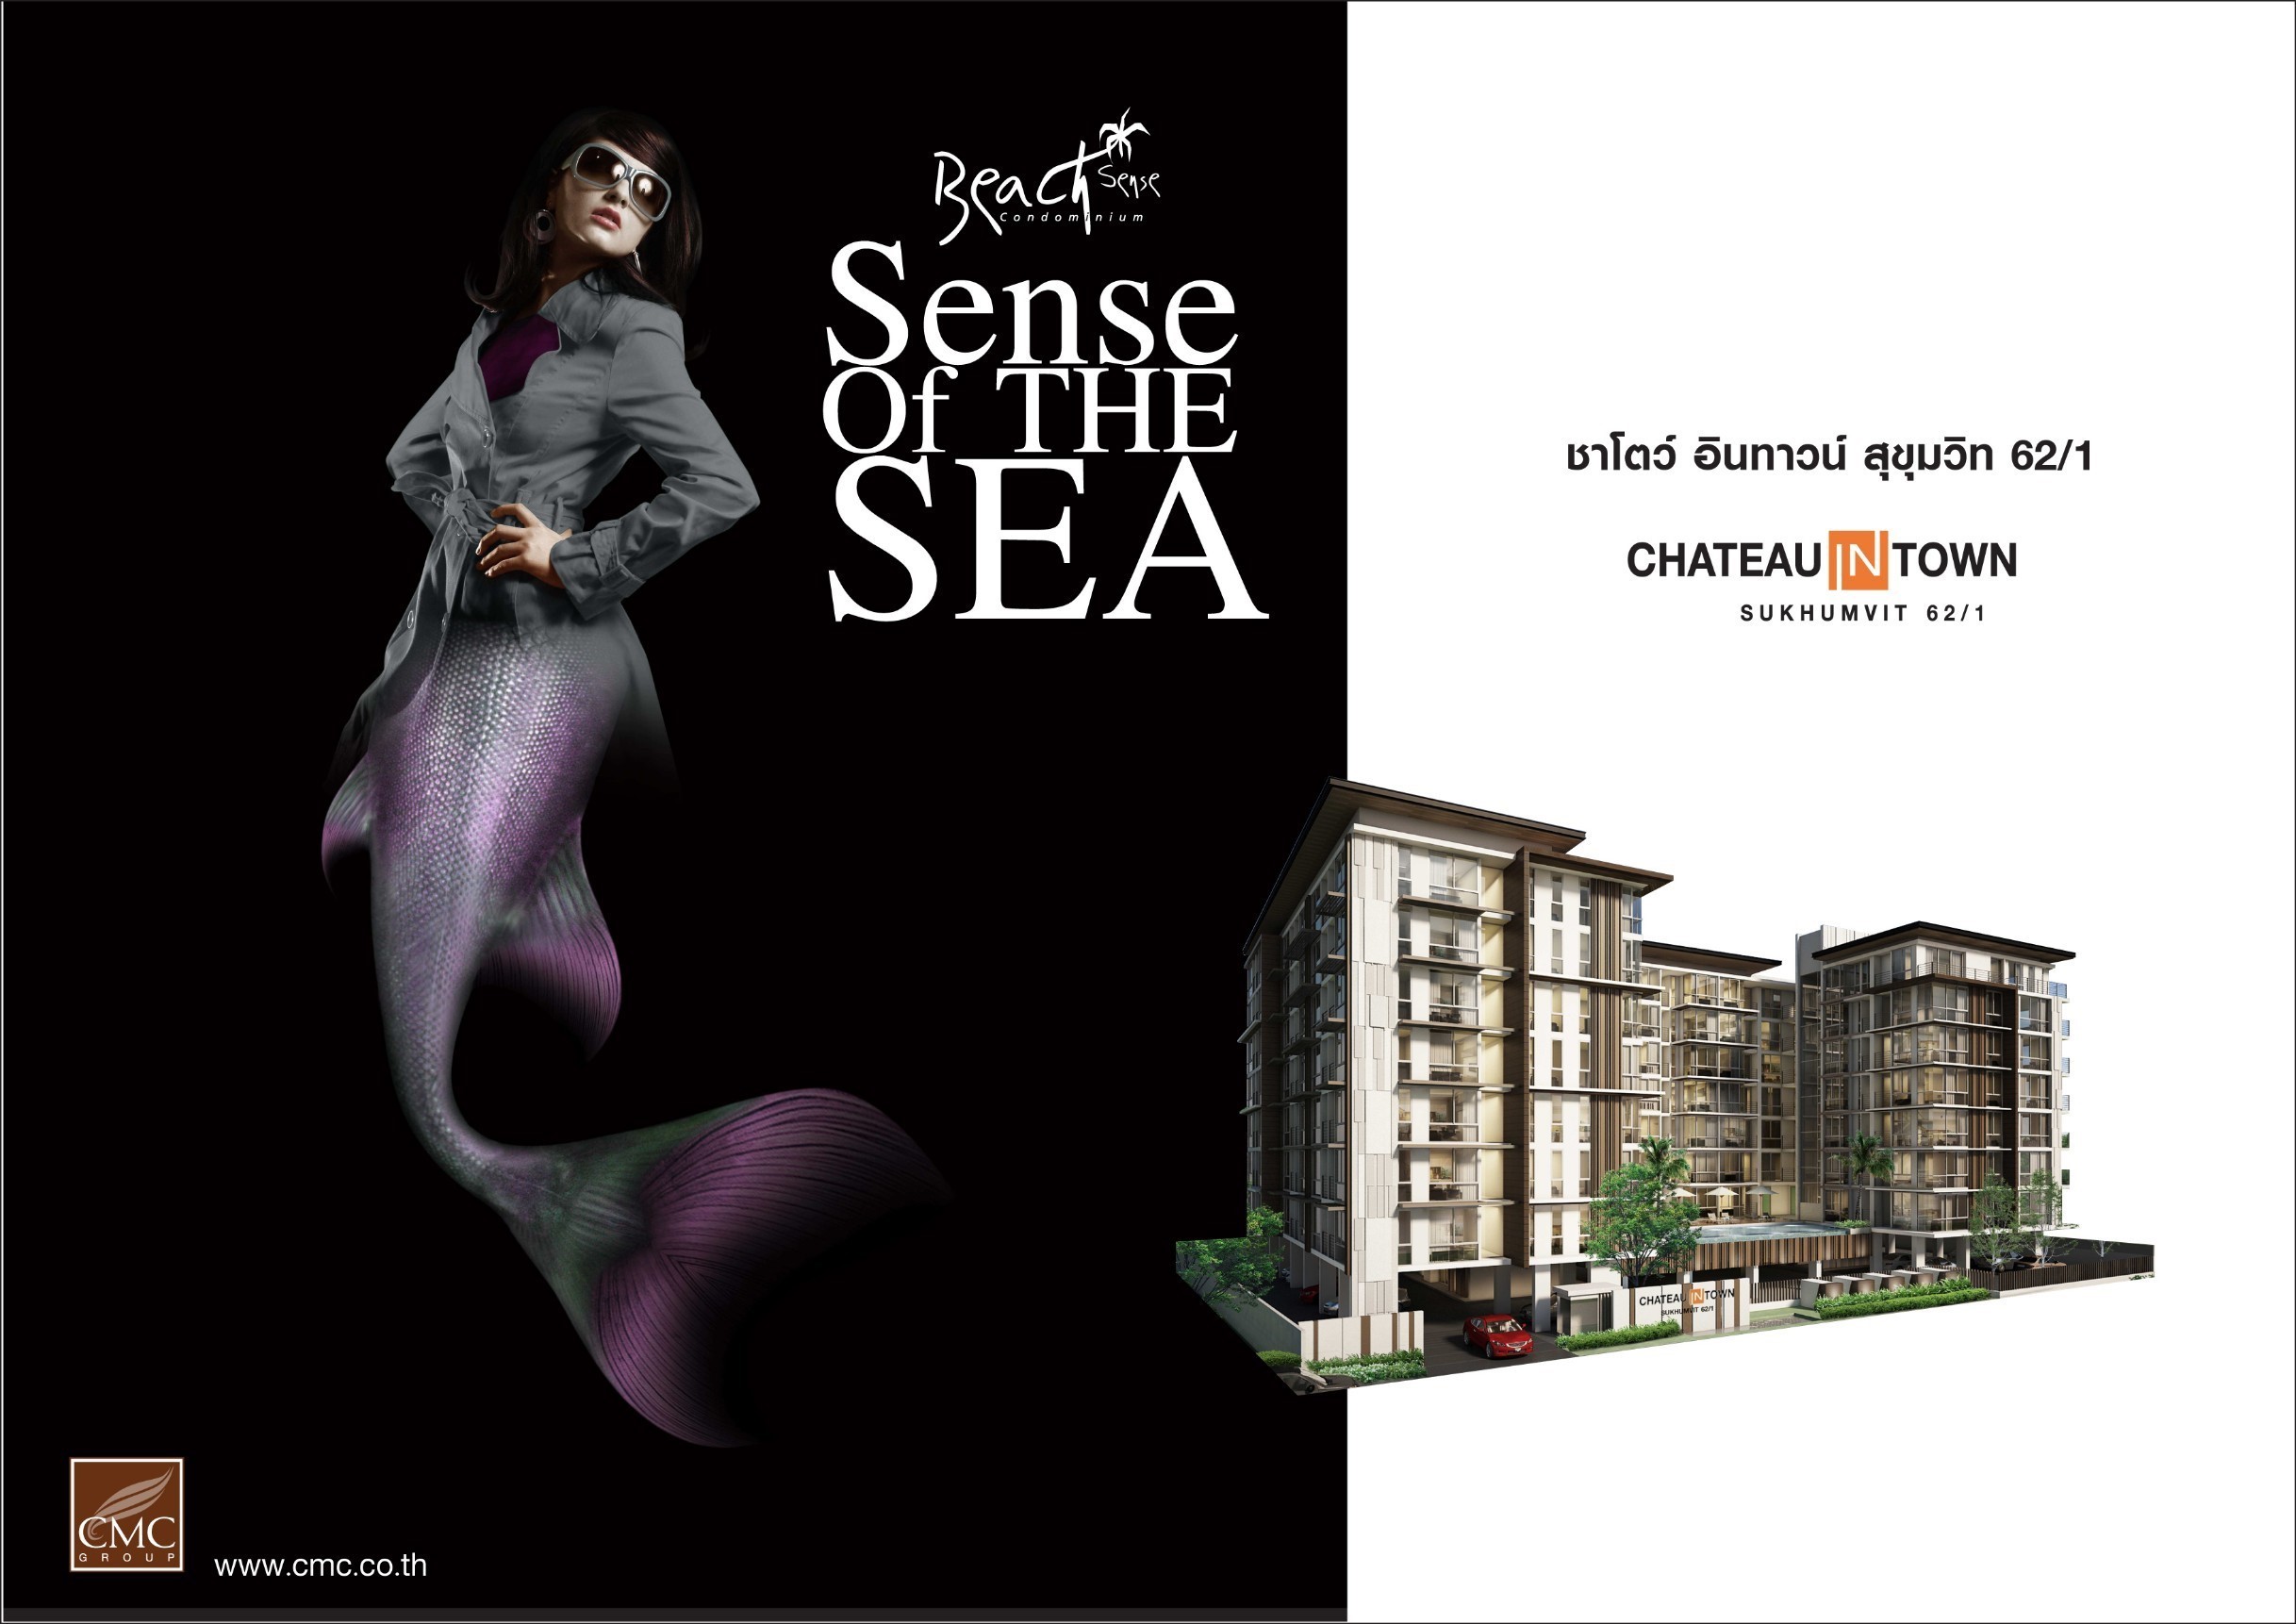 Beach Sense
Condominium
Sense
Of THE
SEA
ชาโตว์ อินทาวน์ สุขุมวิท 62/1
CHATEAU IN TOWN
SUKHUMVIT 62/1
CHATEAU IN TOWN
SUKHUMVIT 62/1
CMC
GROUP
www.cmc.co.th